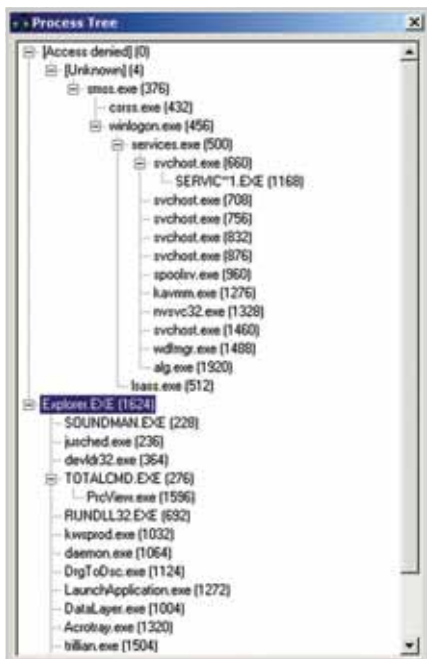 Process Tree
[Access denied] (0)
[Unknown] (4)
smss.exe (376)
csrss.exe (432)
winlogon.exe (456)
services.exe (500)
svchost.exe (660)
SERVIC~1.EXE (1168)
svchost.exe (708)
svchost.exe (756)
svchost.exe (832)
svchost.exe (876)
spoolsv.exe (960)
kavmm.exe (1276)
nvsvc32.exe (1328)
svchost.exe (1460)
wdfmgr.exe (1488)
alg.exe (1920)
lsass.exe (512)
Explorer.EXE (1624)
SOUNDMAN.EXE (228)
jusched.exe (236)
devldr32.exe (364)
TOTALCMD.EXE (276)
PrcView.exe (1596)
RUNDLL32.EXE (692)
kwsprod.exe (1032)
daemon.exe (1064)
DrgToDsc.exe (1124)
LaunchApplication.exe (1272)
DataLayer.exe (1004)
Acrotray.exe (1320)
trillian.exe (1504)